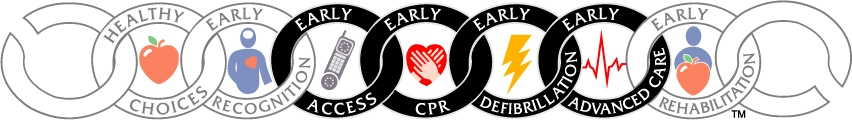 HEALTHY
CHOICES
EARLY
RECOGNITION
EARLY
ACCESS
EARLY
CPR
EARLY
DEFIBRILLATION
EARLY
ADVANCED CARE
EARLY
REHABILITATION
TM